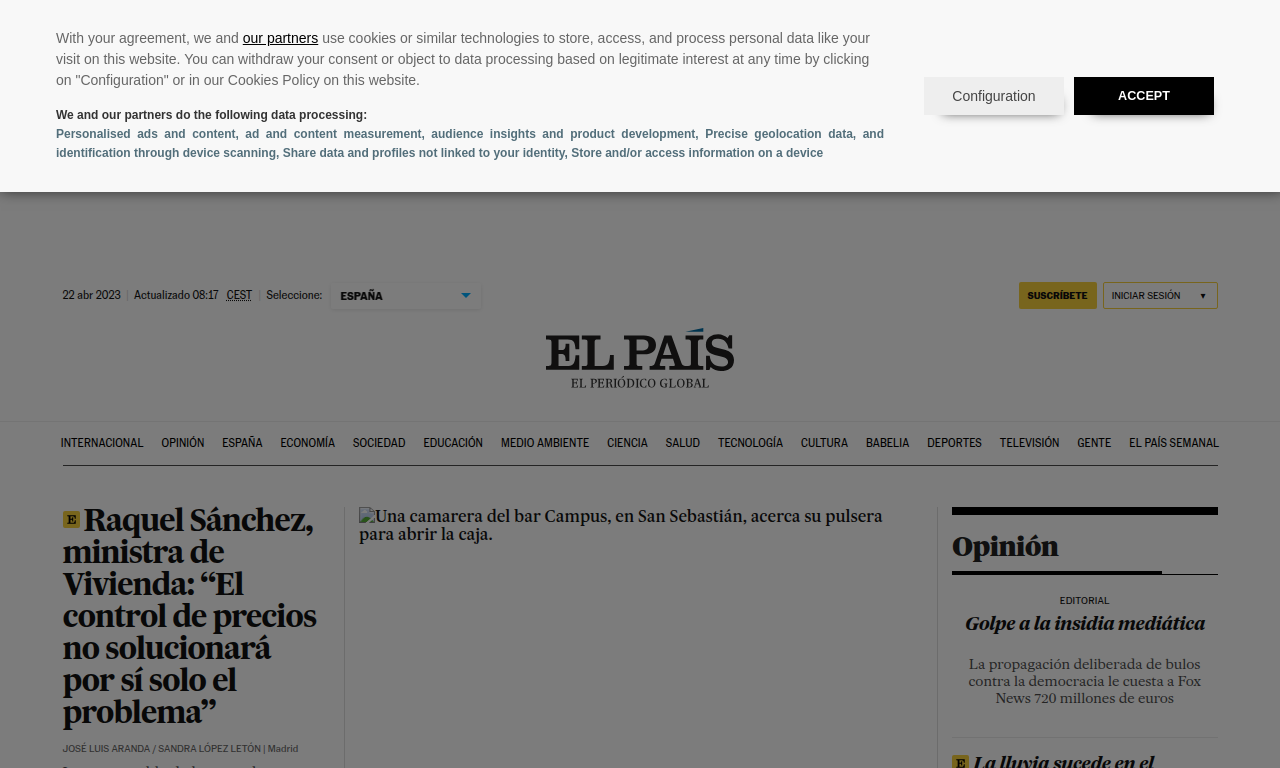 With your agreement, we and our partners use cookies or similar technologies to store, access, and process personal data like your
visit on this website. You can withdraw your consent or object to data processing based on legitimate interest at any time by clicking
on "Configuration" or in our Cookies Policy on this website.
We and our partners do the following data processing:
Personalised ads and content, ad and content measurement, audience insights and product development, Precise geolocation data, and
identification through device scanning, Share data and profiles not linked to your identity, Store and/or access information on a device
Configuration
ACCEPT
22 abr 2023 | Actualizado 08:17 CEST | Seleccione:
ESPAÑA
SUSCRÍBETE
INICIAR SESIÓN
EL PAÍS
EL PERIÓDICO GLOBAL
INTERNACIONAL OPINIÓN ESPAÑA ECONOMÍA SOCIEDAD EDUCACIÓN MEDIO AMBIENTE CIENCIA SALUD TECNOLOGÍA CULTURA BABELIA DEPORTES TELEVISIÓN GENTE EL PAÍS SEMANAL
E Raquel Sánchez,
ministra de
Vivienda: “El
control de precios
no solucionará
por sí solo el
problema”
JOSÉ LUIS ARANDA / SANDRA LÓPEZ LETÓN | Madrid
Una camarera del bar Campus, en San Sebastián, acerca su pulsera
para abrir la caja.
Opinión
EDITORIAL
Golpe a la insidia mediática
La propagación deliberada de bulos
contra la democracia le cuesta a Fox
News 720 millones de euros
E La lluvia sucede en el